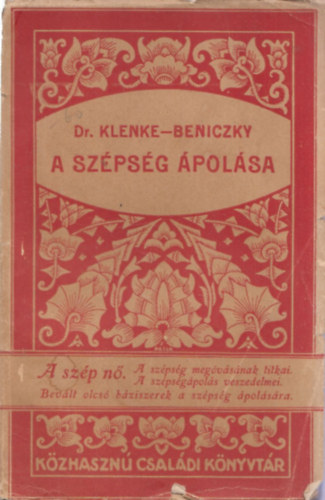 Dr. KLENKE–BENICZKY
A SZÉPSÉG ÁPOLÁSA
A szép nő. A szépség megóvásának titkai.
A szépségápolás veszedelmei.
Bevált olcsó háziszerek a szépség ápolására.
KÖZHASZNÚ CSALÁDI KÖNYVTÁR